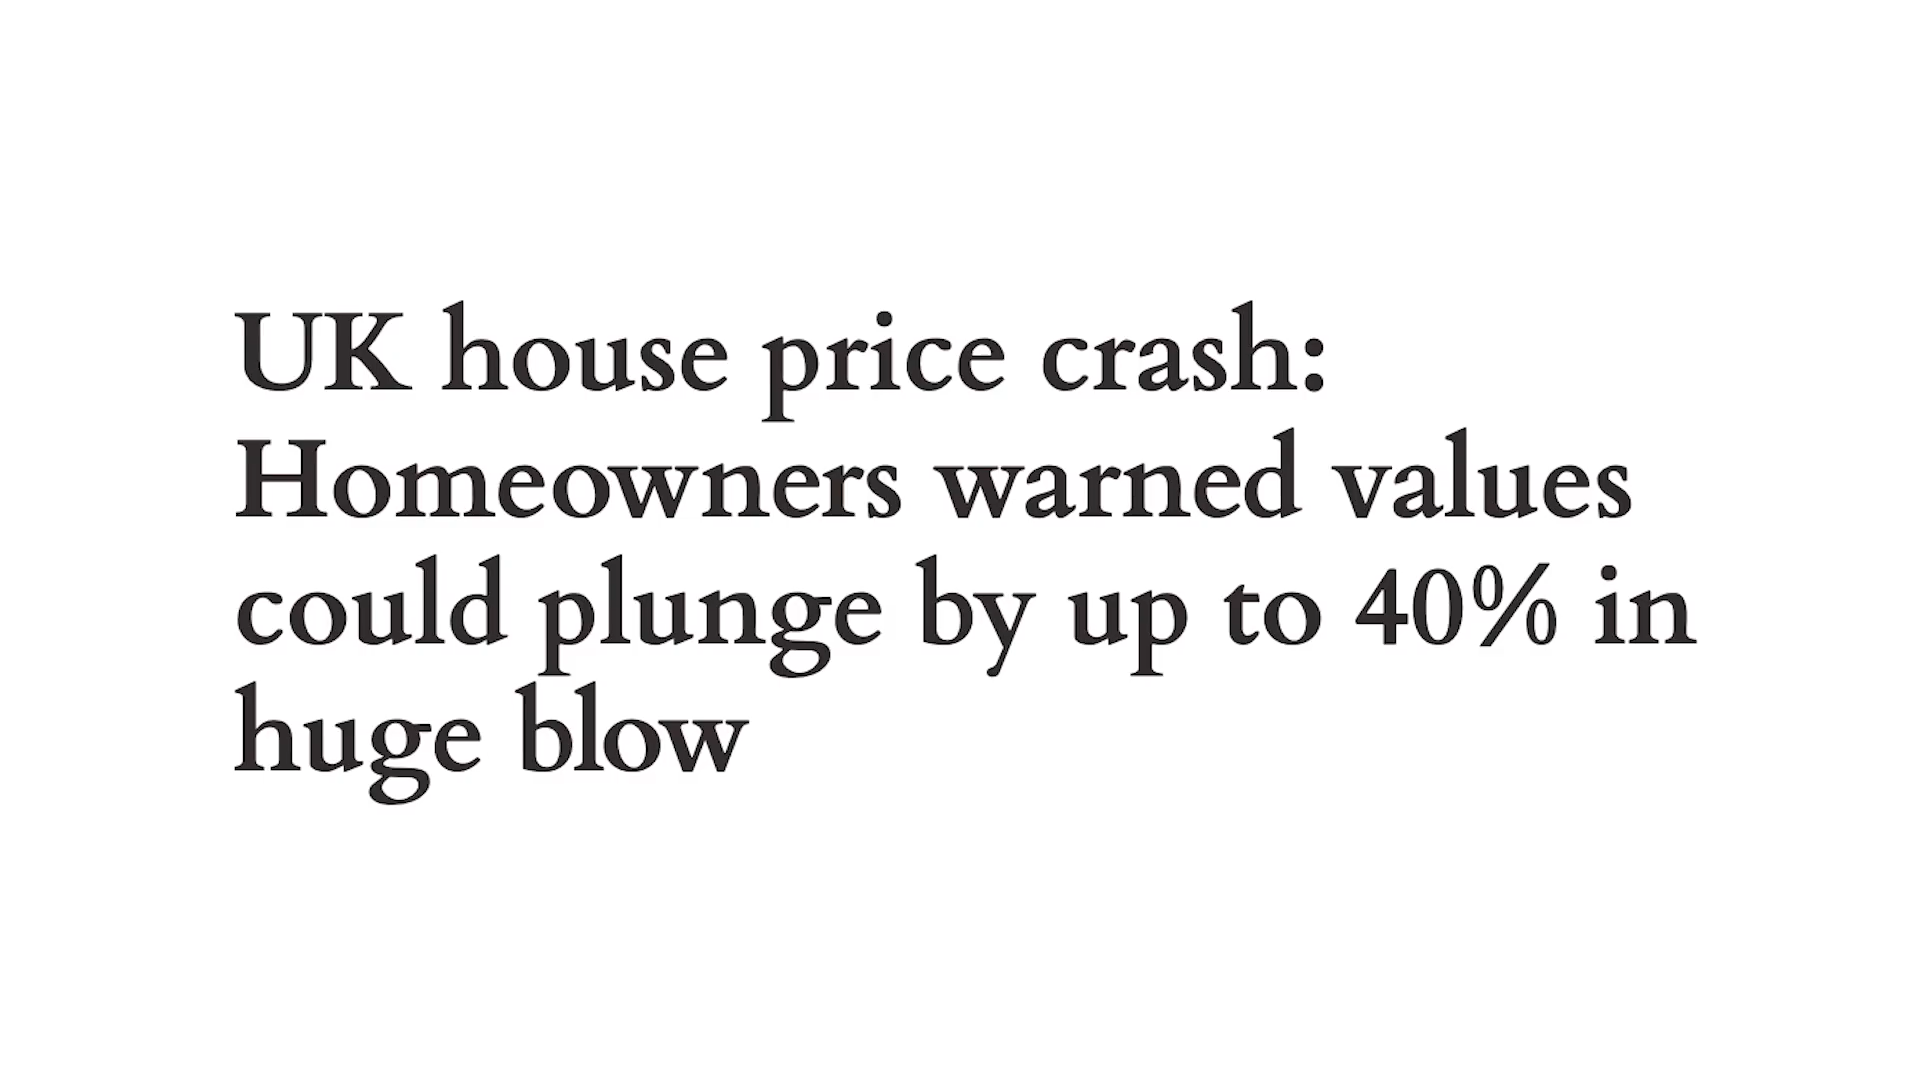 UK house price crash:
Homeowners warned values
could plunge by up to 40% in
huge blow